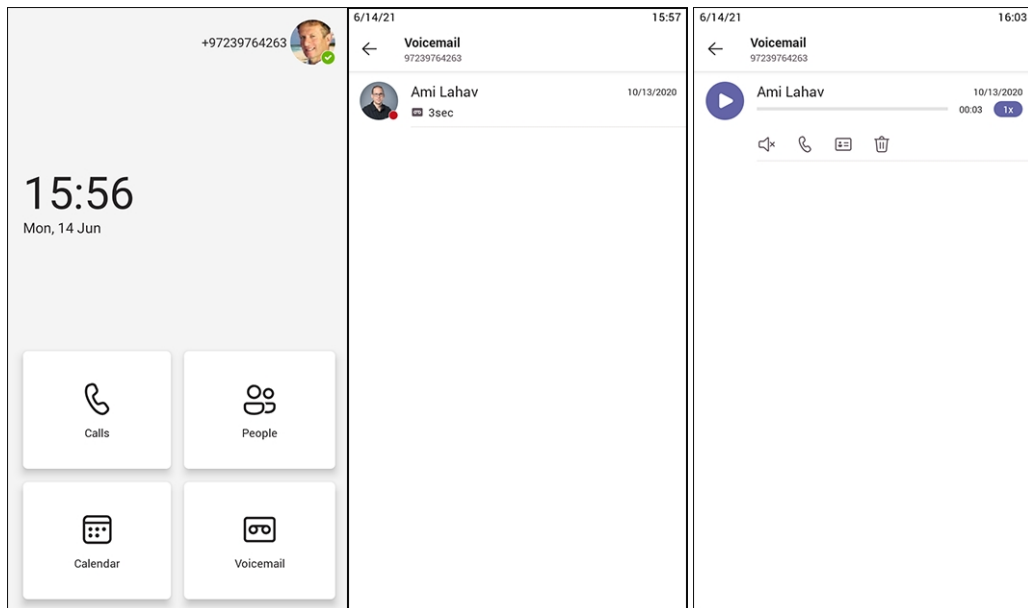 +97239764263
15:56
Mon, 14 Jun
Calls
People
Calendar
Voicemail
6/14/21 15:57
Voicemail
97239764263
Ami Lahav 10/13/2020
3sec
6/14/21 16:03
Voicemail
97239764263
Ami Lahav 10/13/2020
00:03 1x